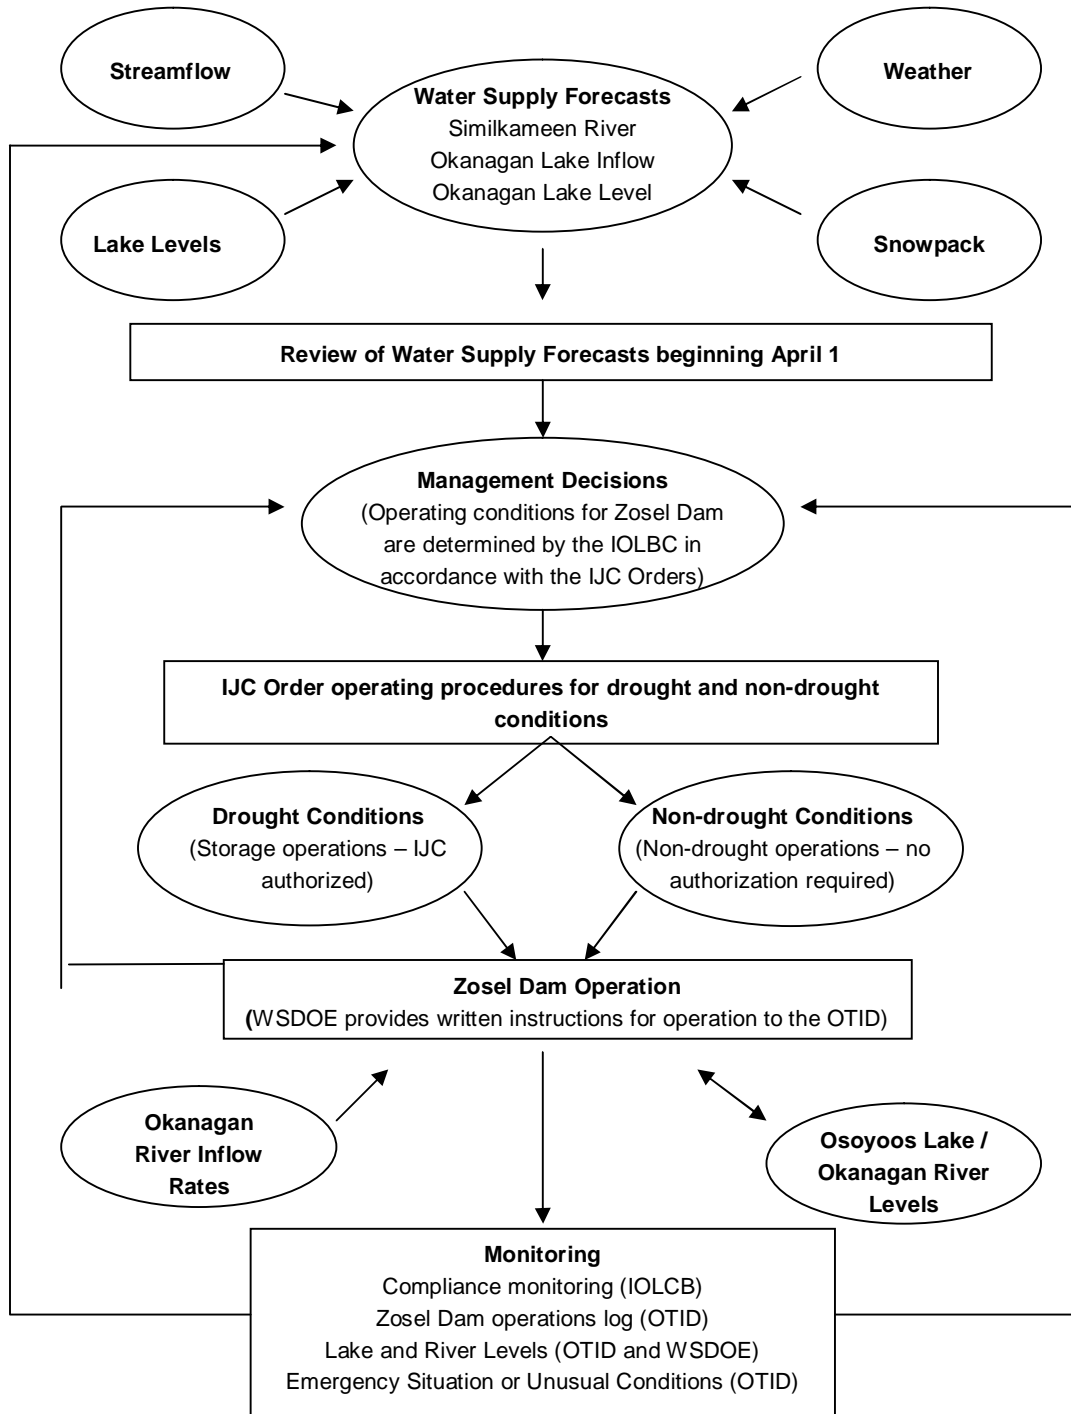 Streamflow
Weather
Water Supply Forecasts
Similkameen River
Okanagan Lake Inflow
Okanagan Lake Level
Lake Levels
Snowpack
Review of Water Supply Forecasts beginning April 1
Management Decisions
(Operating conditions for Zosel Dam
are determined by the IOLBC in
accordance with the IJC Orders)
IJC Order operating procedures for drought and non-drought
conditions
Drought Conditions
(Storage operations – IJC
authorized)
Non-drought Conditions
(Non-drought operations – no
authorization required)
Zosel Dam Operation
(WSDOE provides written instructions for operation to the OTID)
Okanagan
River Inflow
Rates
Osoyoos Lake /
Okanagan River
Levels
Monitoring
Compliance monitoring (IOLCB)
Zosel Dam operations log (OTID)
Lake and River Levels (OTID and WSDOE)
Emergency Situation or Unusual Conditions (OTID)